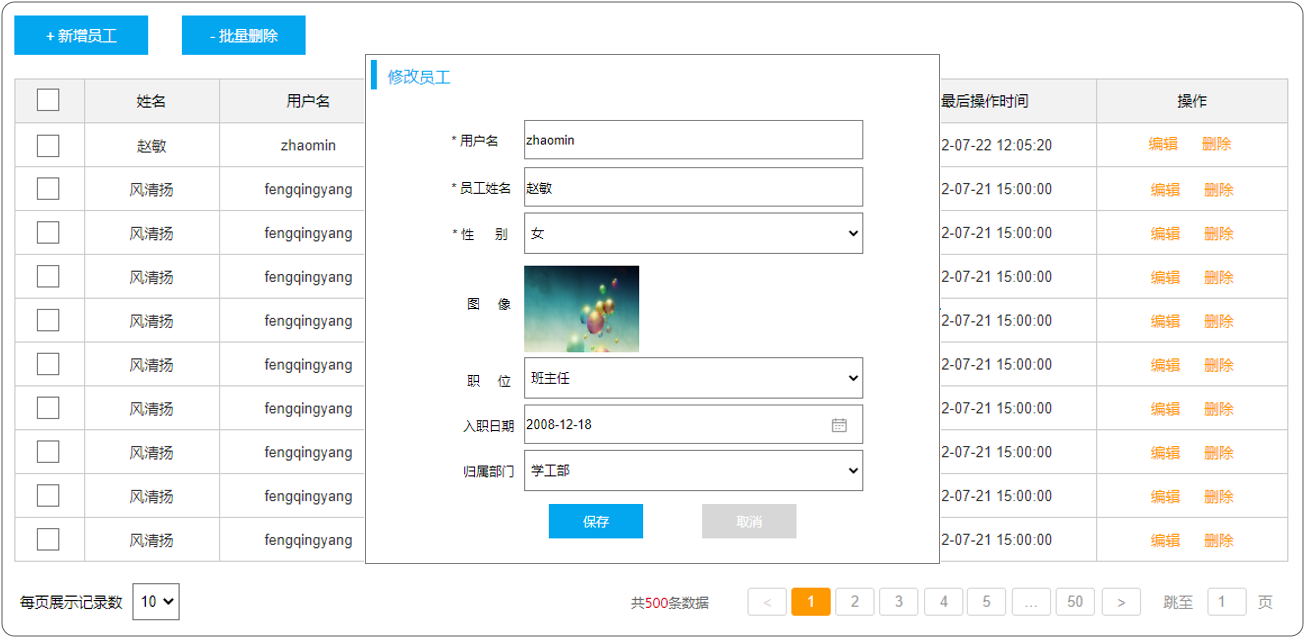 + 新增员工 - 批量删除
修改员工
姓名 用户名 最后操作时间 操作
* 用户名 zhaomin
赵敏 zhaomin 2-07-22 12:05:20 编辑 删除
* 员工姓名 赵敏
风清扬 fengqingyang 2-07-21 15:00:00 编辑 删除
* 性 别 女
风清扬 fengqingyang 2-07-21 15:00:00 编辑 删除
风清扬 fengqingyang 2-07-21 15:00:00 编辑 删除
图 像
风清扬 fengqingyang 2-07-21 15:00:00 编辑 删除
风清扬 fengqingyang 2-07-21 15:00:00 编辑 删除
职 位 班主任
风清扬 fengqingyang 2-07-21 15:00:00 编辑 删除
入职日期 2008-12-18
风清扬 fengqingyang 2-07-21 15:00:00 编辑 删除
归属部门 学工部
风清扬 fengqingyang 2-07-21 15:00:00 编辑 删除
保存 取消
风清扬 fengqingyang 2-07-21 15:00:00 编辑 删除
每页展示记录数 10 共500条数据 < 1 2 3 4 5 ... 50 > 跳至 1 页